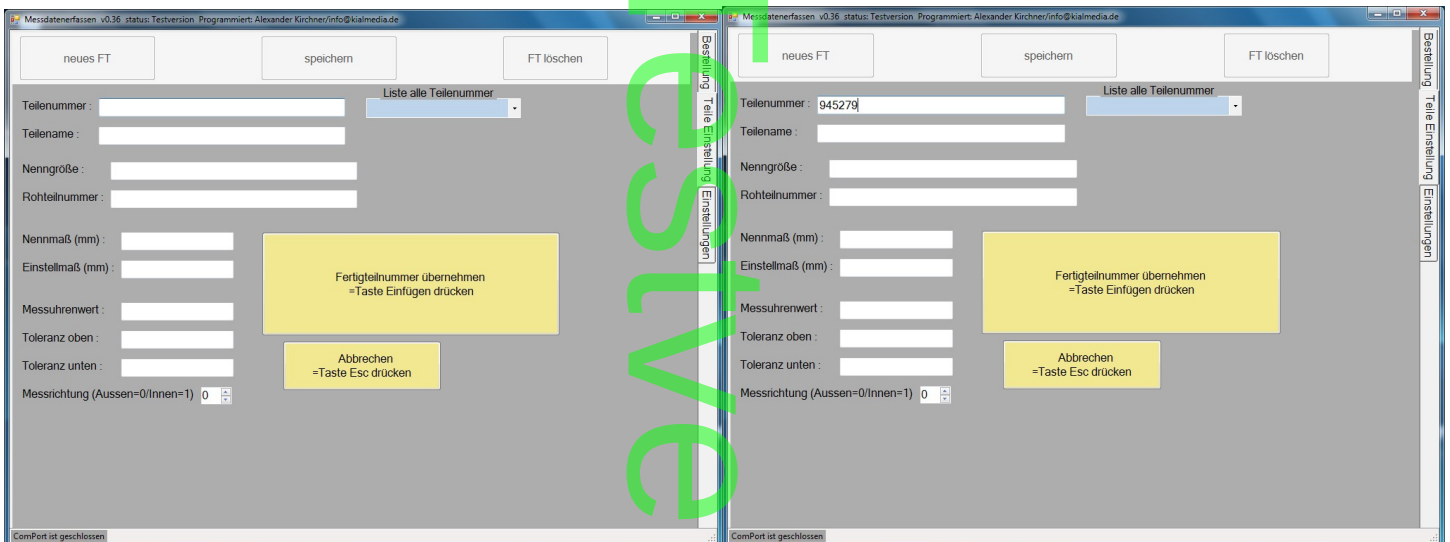 Messdatenerfassen v0.36 status: Testversion Programmiert: Alexander Kirchner/info@kialmedia.de
neues FT
speichern
FT löschen
Teilenummer :
Liste alle Teilenummer
Teilename :
Nenngröße :
Rohteilnummer :
Nennmaß (mm) :
Einstellmaß (mm) :
Messuhrenwert :
Toleranz oben :
Toleranz unten :
Messrichtung (Aussen=0/Innen=1) 0
Fertigteilnummer übernehmen
=Taste Einfügen drücken
Abbrechen
=Taste Esc drücken
Bestellung
Teile Einstellung
Einstellungen
ComPort ist geschlossen
Testve
Messdatenerfassen v0.36 status: Testversion Programmiert: Alexander Kirchner/info@kialmedia.de
neues FT
speichern
FT löschen
Teilenummer : 945279
Liste alle Teilenummer
Teilename :
Nenngröße :
Rohteilnummer :
Nennmaß (mm) :
Einstellmaß (mm) :
Messuhrenwert :
Toleranz oben :
Toleranz unten :
Messrichtung (Aussen=0/Innen=1) 0
Fertigteilnummer übernehmen
=Taste Einfügen drücken
Abbrechen
=Taste Esc drücken
Bestellung
Teile Einstellung
Einstellungen
ComPort ist geschlossen